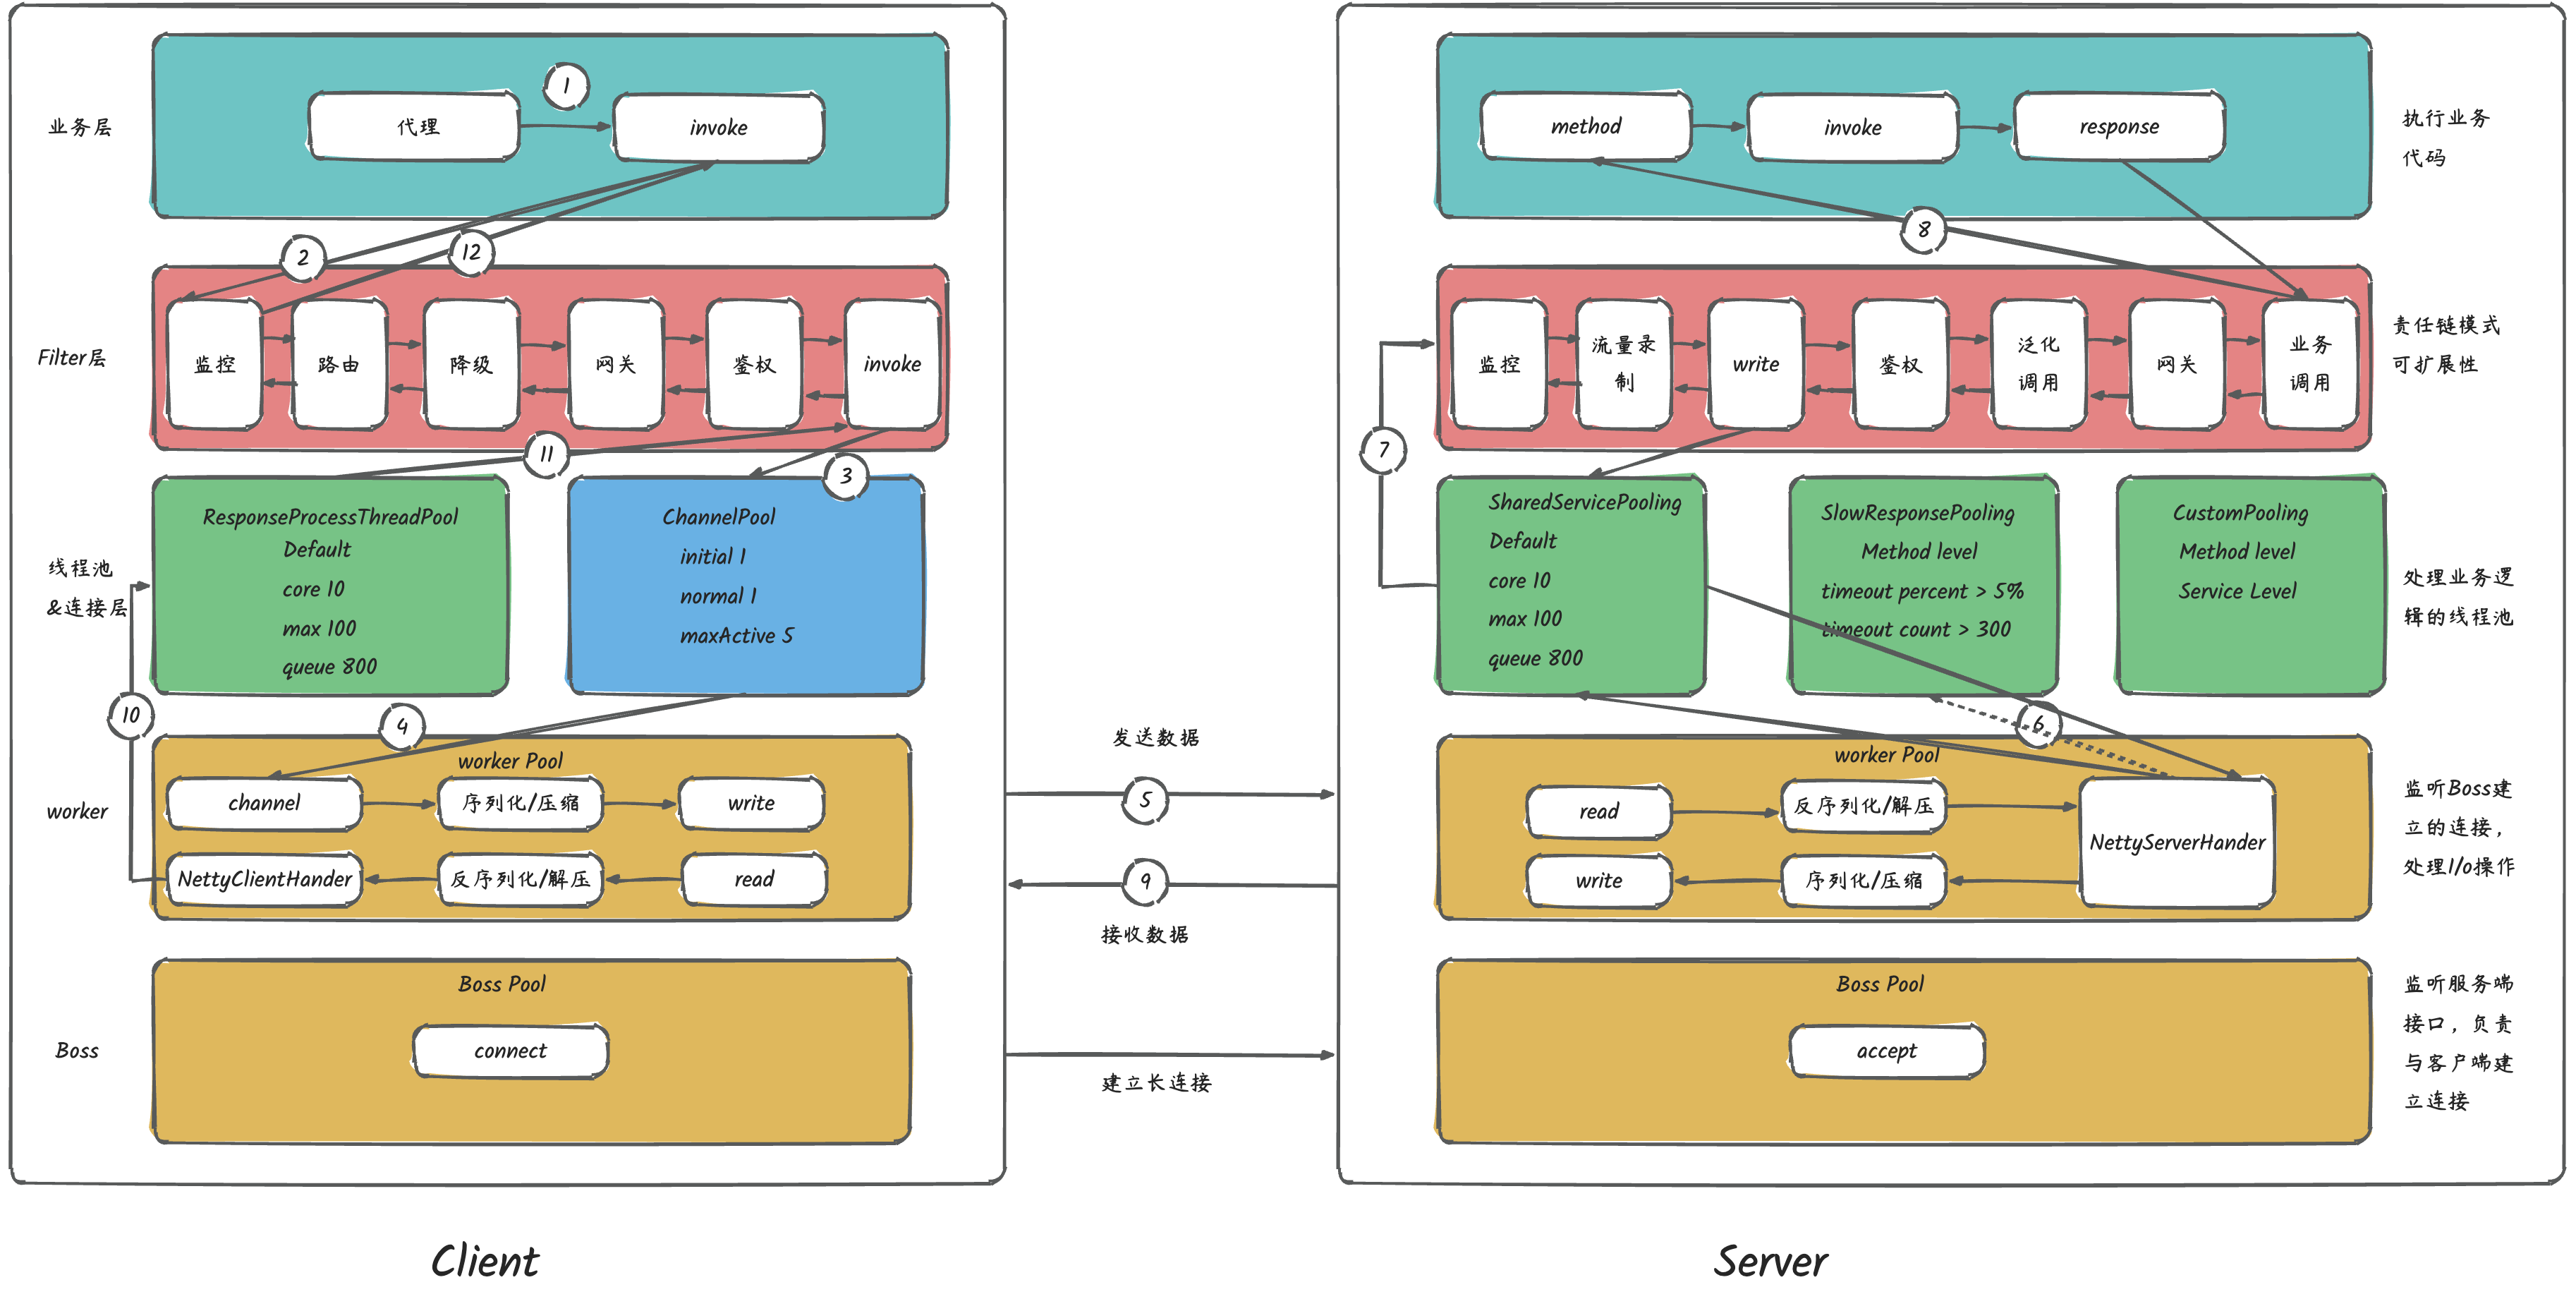 业务层
1
代理
invoke
2
12
Filter层
监控
路由
降级
网关
鉴权
invoke
11
3
线程池
&连接层
ResponseProcessThreadPool
Default
core 10
max 100
queue 800
ChannelPool
initial 1
normal 1
maxActive 5
10
4
worker
worker Pool
channel
序列化/压缩
write
NettyClientHander
反序列化/解压
read
Boss
Boss Pool
connect
Client
发送数据
5
9
接收数据
建立长连接
method
invoke
response
执行业务
代码
8
监控
流量录
制
write
鉴权
泛化
调用
网关
业务
调用
责任链模式
可扩展性
7
SharedServicePooling
Default
core 10
max 100
queue 800
SlowResponsePooling
Method level
timeout percent > 5%
timeout count > 300
CustomPooling
Method level
Service Level
处理业务逻
辑的线程池
6
worker Pool
read
反序列化/解压
NettyServerHander
write
序列化/压缩
监听Boss建
立的连接，
处理I/o操作
Boss Pool
accept
监听服务端
接口，负责
与客户端建
立连接
Server